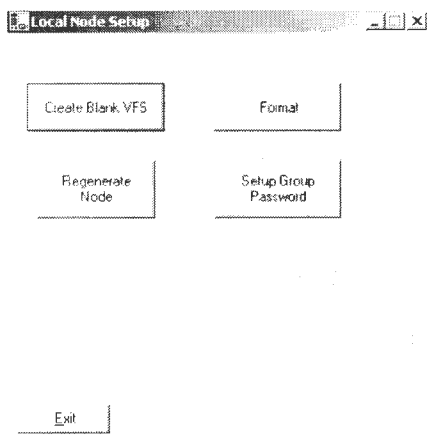 Local Node Setup
Create Blank VFS
Format
Regenerate
Node
Setup Group
Password
Exit